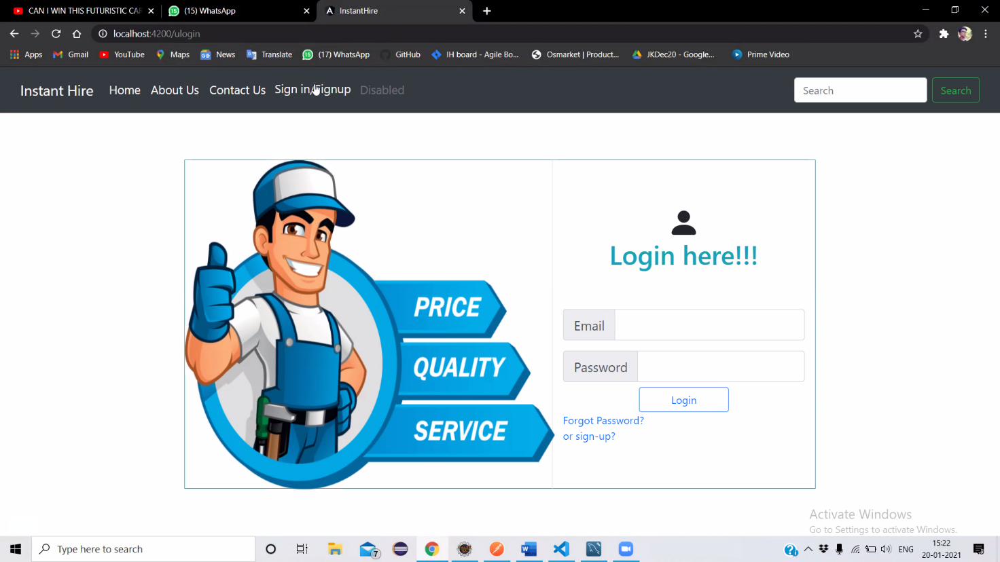 CAN I WIN THIS FUTURISTIC CAR
(15) WhatsApp
InstantHire
localhost:4200/ulogin
Apps
Gmail
YouTube
Maps
News
Translate
15
(17) WhatsApp
GitHub
IH board - Agile Bo...
Osmarket | Product...
JKDec20 - Google...
Prime Video
Instant Hire
Home
About Us
Contact Us
Sign in/Signup
Disabled
Search
Search
PRICE
QUALITY
SERVICE
Login here!!!
Email
Password
Login
Forgot Password?
or sign-up?
Activate Windows
Go to Settings to activate Windows.
Type here to search
7
ENG
15:22
20-01-2021